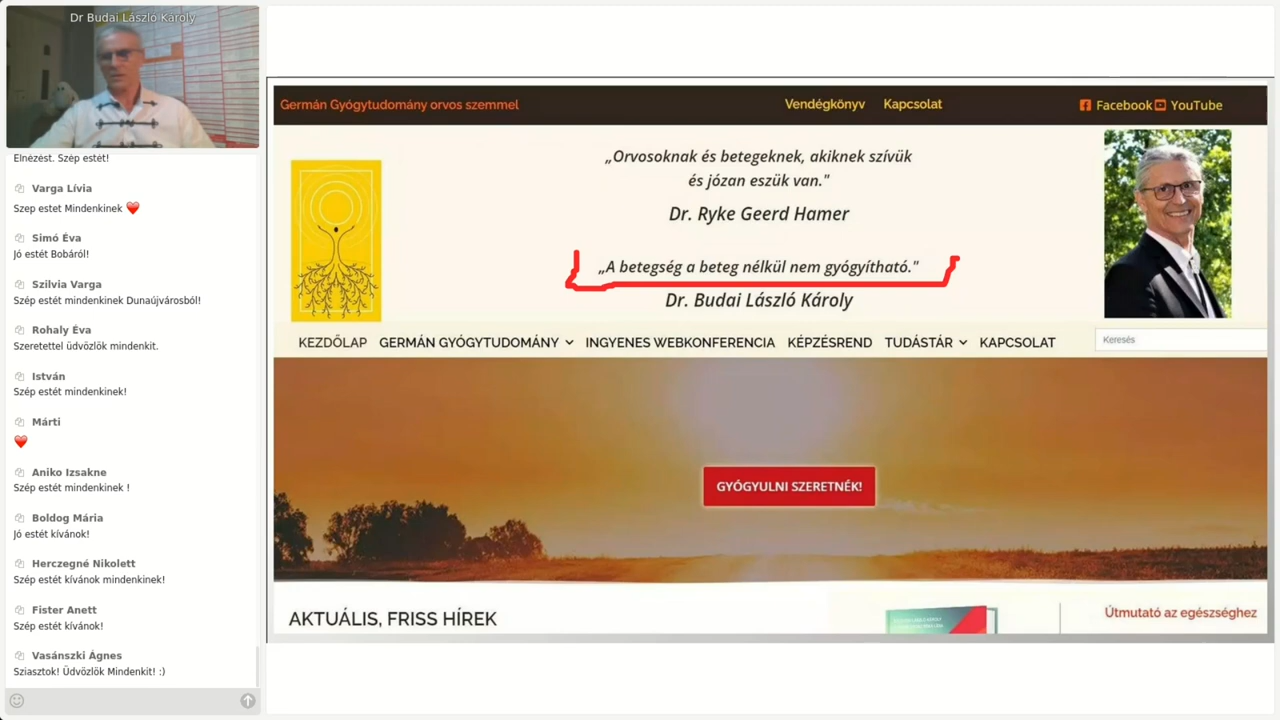 Dr Budai László Károly
Elnézést. Szép estét!
Varga Lívia
Szep estet Mindenkinek
Simó Éva
Jó estét Bobáról!
Szilvia Varga
Szép estét mindenkinek Dunaújvárosból!
Rohaly Éva
Szeretettel üdvözlök mindenkit.
István
Szép estét mindenkinek!
Márti
Aniko Izsakne
Szép estét mindenkinek !
Boldog Mária
Jó estét kívánok!
Herczegné Nikolett
Szép estét kívánok mindenkinek!
Fister Anett
Szép estét kívánok!
Vasánszki Ágnes
Sziasztok! Üdvözlök Mindenkit! :)
Germán Gyógytudomány orvos szemmel
Vendégkönyv Kapcsolat
Facebook YouTube
„Orvosoknak és betegeknek, akiknek szívük
és józan eszük van."
Dr. Ryke Geerd Hamer
„A betegség a beteg nélkül nem gyógyítható."
Dr. Budai László Károly
KEZDŐLAP GERMÁN GYÓGYTUDOMÁNY INGYENES WEBKONFERENCIA KÉPZÉSREND TUDÁSTÁR KAPCSOLAT
Keresés
GYÓGYULNI SZERETNÉK!
AKTUÁLIS, FRISS HÍREK
Útmutató az egészséghez